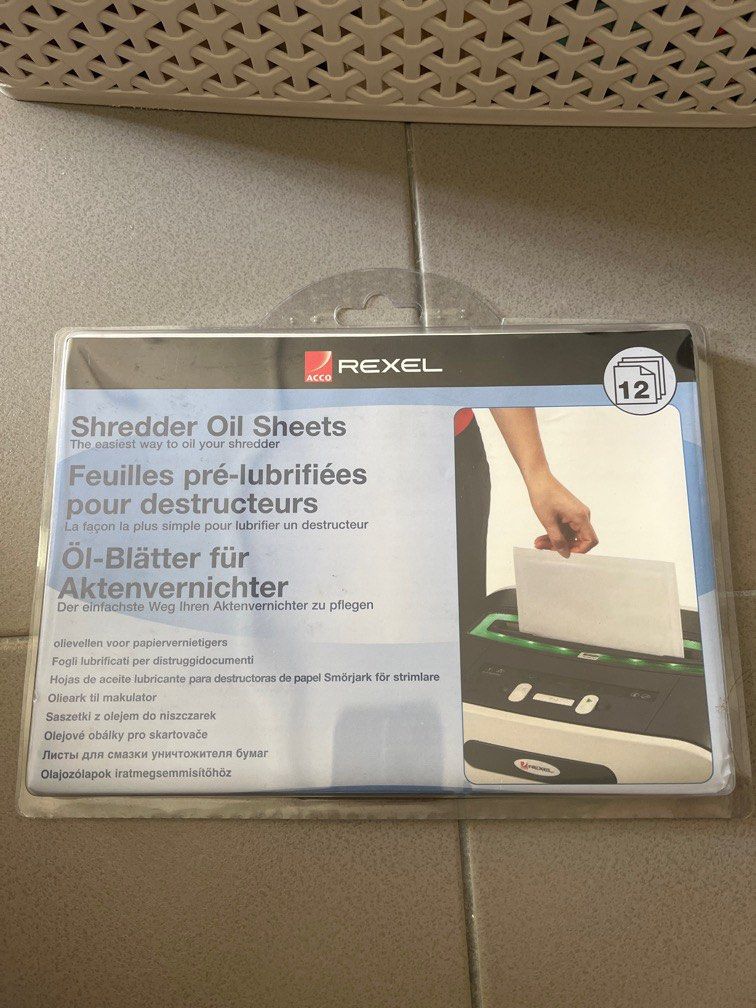 ACCO REXEL
12
Shredder Oil Sheets
The easiest way to oil your shredder
Feuilles pré-lubrifiées
pour destructeurs
La façon la plus simple pour lubrifier un destructeur
Öl-Blätter für
Aktenvernichter
Der einfachste Weg Ihren Aktenvernichter zu pflegen
olievellen voor papiervernietigers
Fogli lubrificati per distruggidocumenti
Hojas de aceite lubricante para destructoras de papel Smörjark för strimlare
Olieark til makulator
Saszetki z olejem do niszczarek
Olejové obálky pro skartovače
Листы для смазки уничтожителя бумаг
Olajozólapok iratmegsemmisítőhöz
REXEL